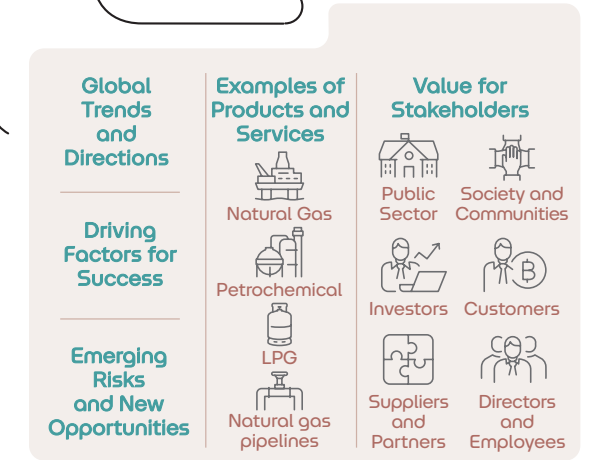 Global
Trends
and
Directions
Driving
Factors for
Success
Emerging
Risks
and New
Opportunities
Examples of
Products and
Services
Natural Gas
Petrochemical
LPG
Natural gas
pipelines
Value for
Stakeholders
Public
Sector
Society and
Communities
Investors
Customers
Suppliers
and
Partners
Directors
and
Employees